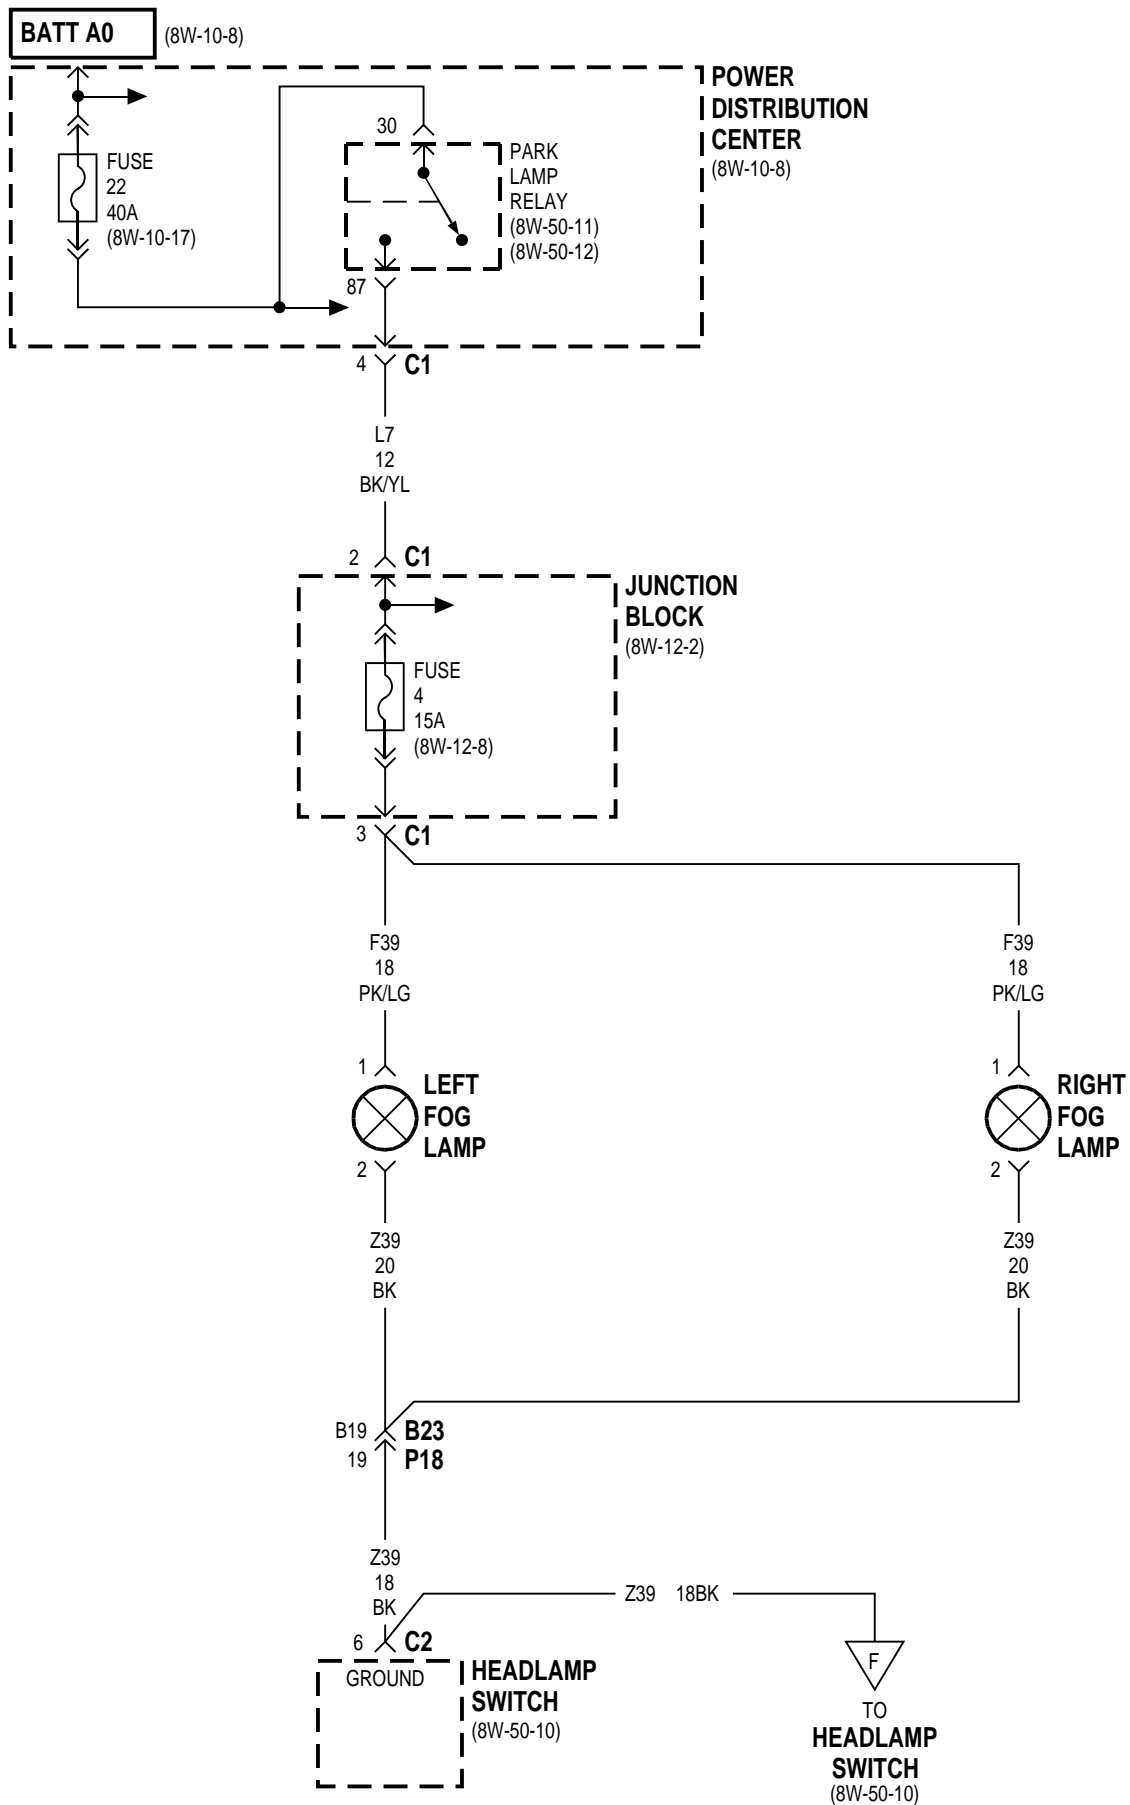 BATT A0 (8W-10-8)
POWER
DISTRIBUTION
CENTER
(8W-10-8)
30
FUSE
22
40A
(8W-10-17)
PARK
LAMP
RELAY
(8W-50-11)
(8W-50-12)
87
4 C1
L7
12
BK/YL
2 C1
JUNCTION
BLOCK
(8W-12-2)
FUSE
4
15A
(8W-12-8)
3 C1
F39
18
PK/LG
F39
18
PK/LG
1
LEFT
FOG
LAMP
2
1
RIGHT
FOG
LAMP
2
Z39
20
BK
Z39
20
BK
B19 B23
19 P18
Z39
18
BK
Z39 18BK
6 C2
GROUND
HEADLAMP
SWITCH
(8W-50-10)
F
TO
HEADLAMP
SWITCH
(8W-50-10)